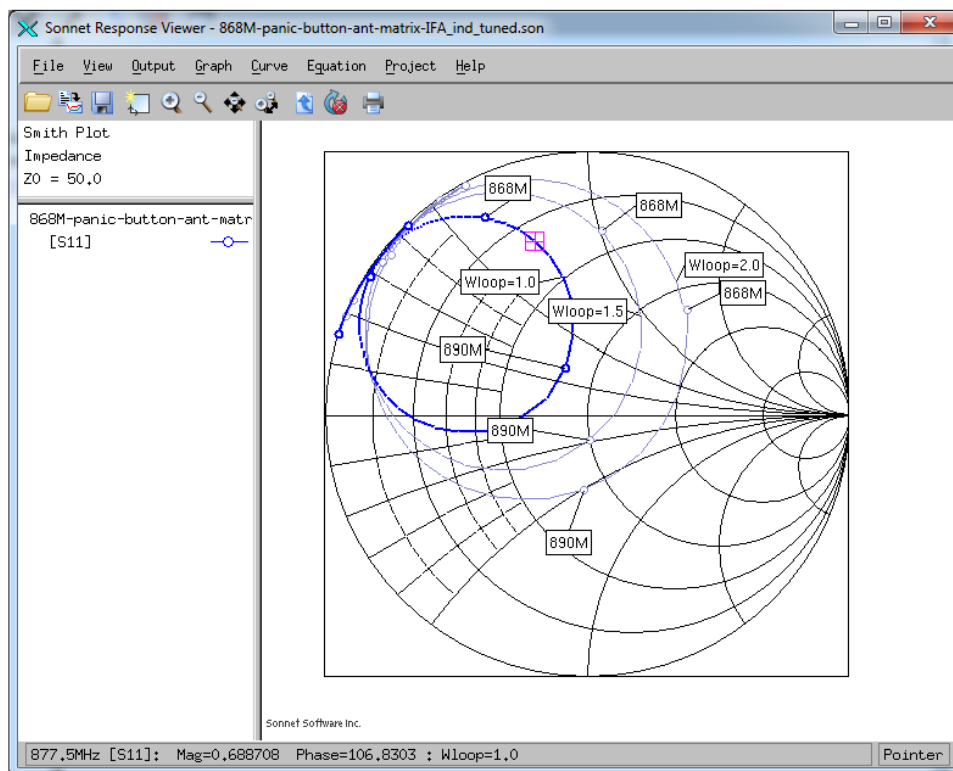 Sonnet Response Viewer - 868M-panic-button-ant-matrix-IFA_ind_tuned.son
File View Output Graph Curve Equation Project Help
Smith Plot
Impedance
Z0 = 50.0
868M-panic-button-ant-matr
[S11]
868M
868M
Wloop=2.0
Wloop=1.0
868M
Wloop=1.5
890M
890M
890M
Sonnet Software Inc.
877.5MHz [S11]: Mag=0.688708 Phase=106.8303 : Wloop=1.0
Pointer